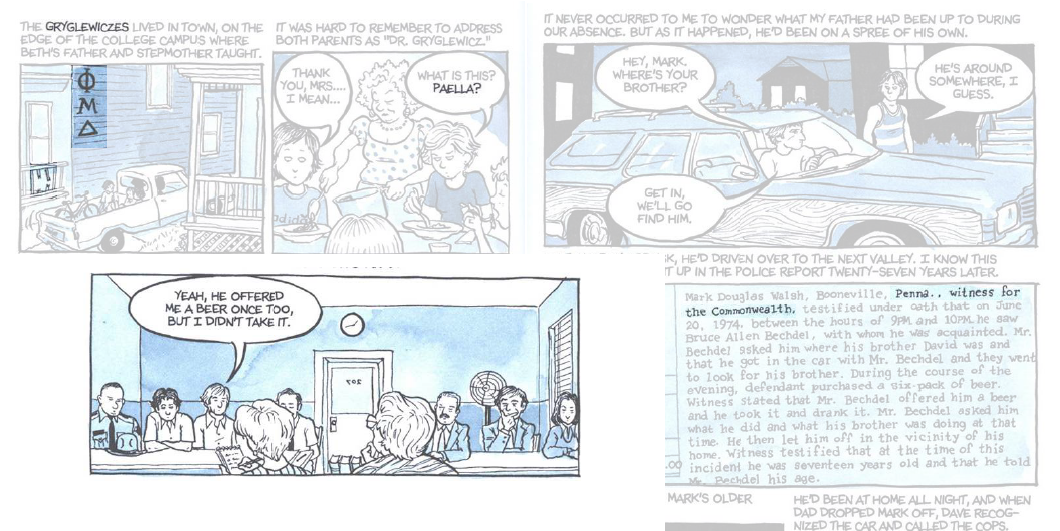 THE GRYGLEWICZES LIVED IN TOWN, ON THE
EDGE OF THE COLLEGE CAMPUS WHERE
BETH'S FATHER AND STEPMOTHER TAUGHT.
Φ
M
Δ
IT WAS HARD TO REMEMBER TO ADDRESS
BOTH PARENTS AS "DR. GRYGLEWICZ."
THANK
YOU, MRS....
I MEAN...
WHAT IS THIS?
PAELLA?
adidas
IT NEVER OCCURRED TO ME TO WONDER WHAT MY FATHER HAD BEEN UP TO DURING
OUR ABSENCE. BUT AS IT HAPPENED, HE'D BEEN ON A SPREE OF HIS OWN.
HEY, MARK.
WHERE'S YOUR
BROTHER?
HE'S AROUND
SOMEWHERE, I
GUESS.
GET IN,
WE'LL GO
FIND HIM.
YEAH, HE OFFERED
ME A BEER ONCE TOO,
BUT I DIDN'T TAKE IT.
202
K, HE'D DRIVEN OVER TO THE NEXT VALLEY. I KNOW THIS
T UP IN THE POLICE REPORT TWENTY-SEVEN YEARS LATER.
Mark Douglas Walsh, Booneville, Penna., witness for
the Commonwealth, testified under oath that on June
20, 1974, between the hours of 9PM and 10PM he saw
Bruce Allen Bechdel, with whom he was acquainted. Mr.
Bechdel asked him where his brother David was and
that he got in the car with Mr. Bechdel and they went
to look for his brother. During the course of the
evening, defendant purchased a six-pack of beer.
Witness stated that Mr. Bechdel offered him a beer
and he took it and drank it. Mr. Bechdel asked him
what he did and what his brother was doing at that
time. He then let him off in the vicinity of his
home. Witness testified that at the time of this
.00 incident he was seventeen years old and that he told
Mr. Bechdel his age.
MARK'S OLDER
HE'D BEEN AT HOME ALL NIGHT, AND WHEN
DAD DROPPED MARK OFF, DAVE RECOG-
NIZED THE CAR AND CALLED THE COPS.